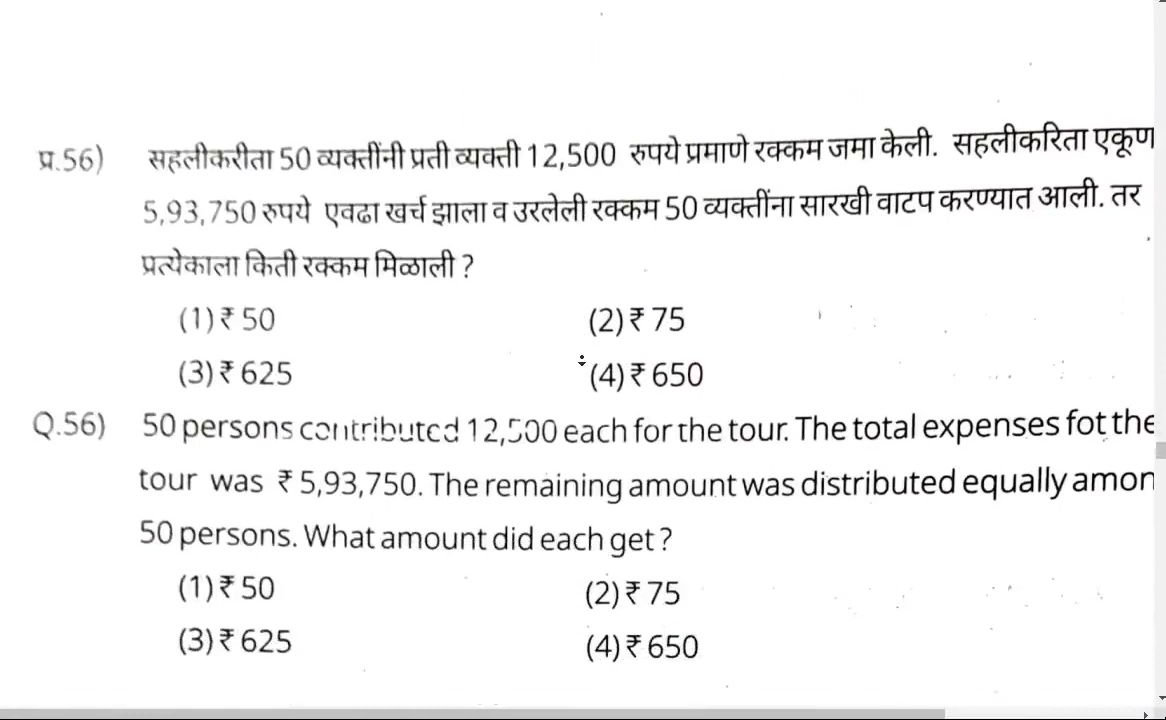 प्र.56) सहलीकरीता 50 व्यक्तींनी प्रती व्यक्ती 12,500 रुपये प्रमाणे रक्कम जमा केली. सहलीकरिता एकूण
5,93,750 रुपये एवढा खर्च झाला व उरलेली रक्कम 50 व्यक्तींना सारखी वाटप करण्यात आली. तर
प्रत्येकाला किती रक्कम मिळाली ?
(1) ₹ 50 (2) ₹ 75
(3) ₹ 625 (4) ₹ 650
Q.56) 50 persons contributed 12,500 each for the tour. The total expenses fot the
tour was ₹ 5,93,750. The remaining amount was distributed equally amon
50 persons. What amount did each get ?
(1) ₹ 50 (2) ₹ 75
(3) ₹ 625 (4) ₹ 650